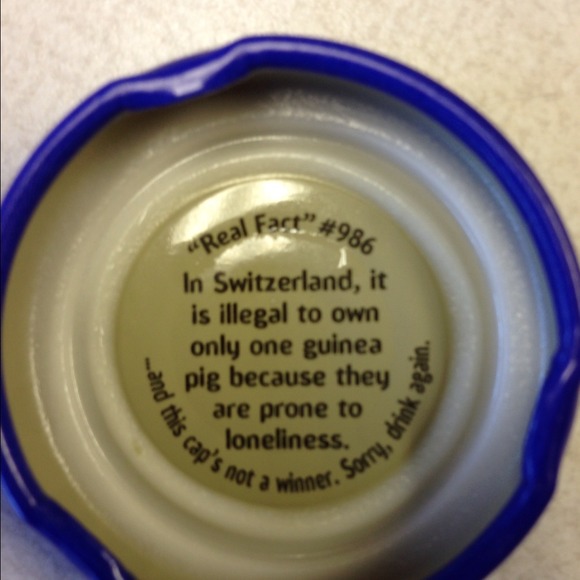 "Real Fact" #986
In Switzerland, it
is illegal to own
only one guinea
pig because they
are prone to
loneliness.
...and this cap's not a winner. Sorry, drink again.